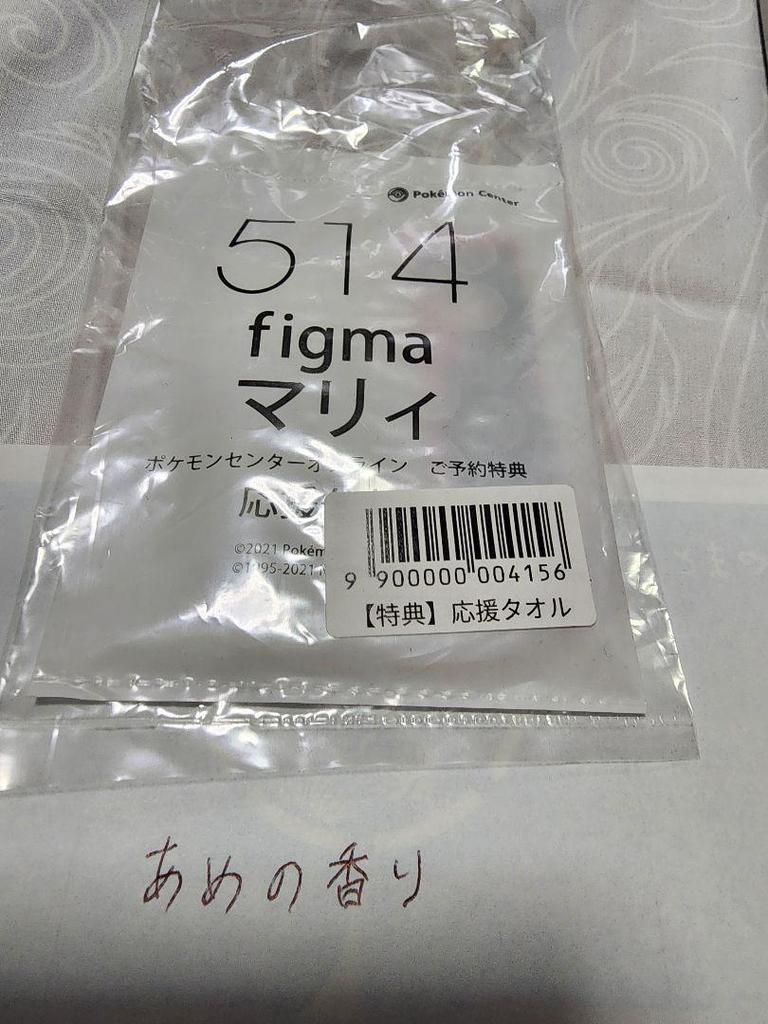 Pokémon Center
514
figma
マリィ
ポケモンセンターオンライン ご予約特典
応援
©2021 Pokém
©1995-2021
9 900000 004156
【特典】応援タオル
あめの香り